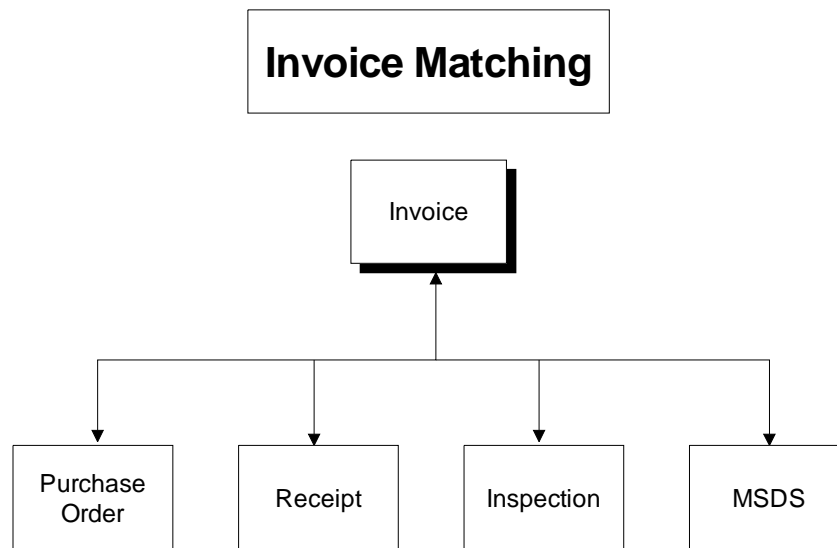 Invoice Matching
Invoice
Purchase
Order
Receipt
Inspection
MSDS